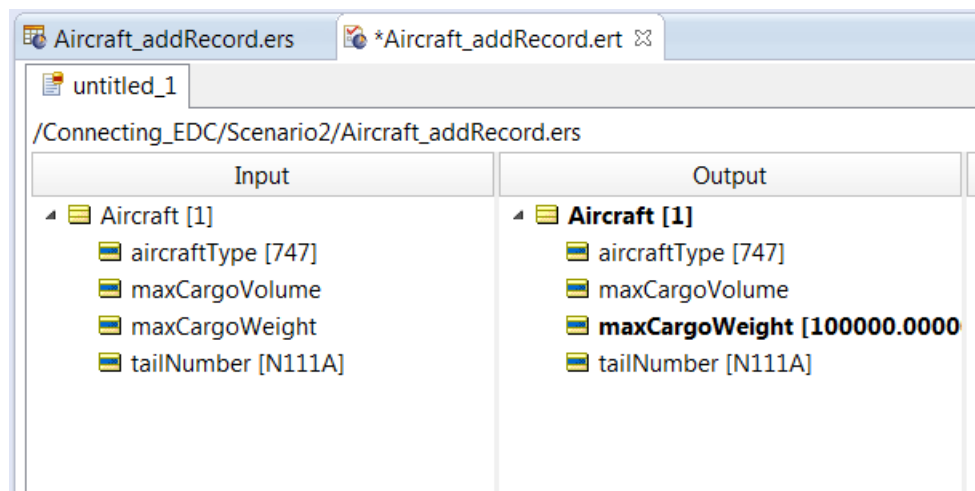 Aircraft_addRecord.ers *Aircraft_addRecord.ert
untitled_1
/Connecting_EDC/Scenario2/Aircraft_addRecord.ers
Input Output
Aircraft [1] Aircraft [1]
aircraftType [747] aircraftType [747]
maxCargoVolume maxCargoVolume
maxCargoWeight maxCargoWeight [100000.0000
tailNumber [N111A] tailNumber [N111A]